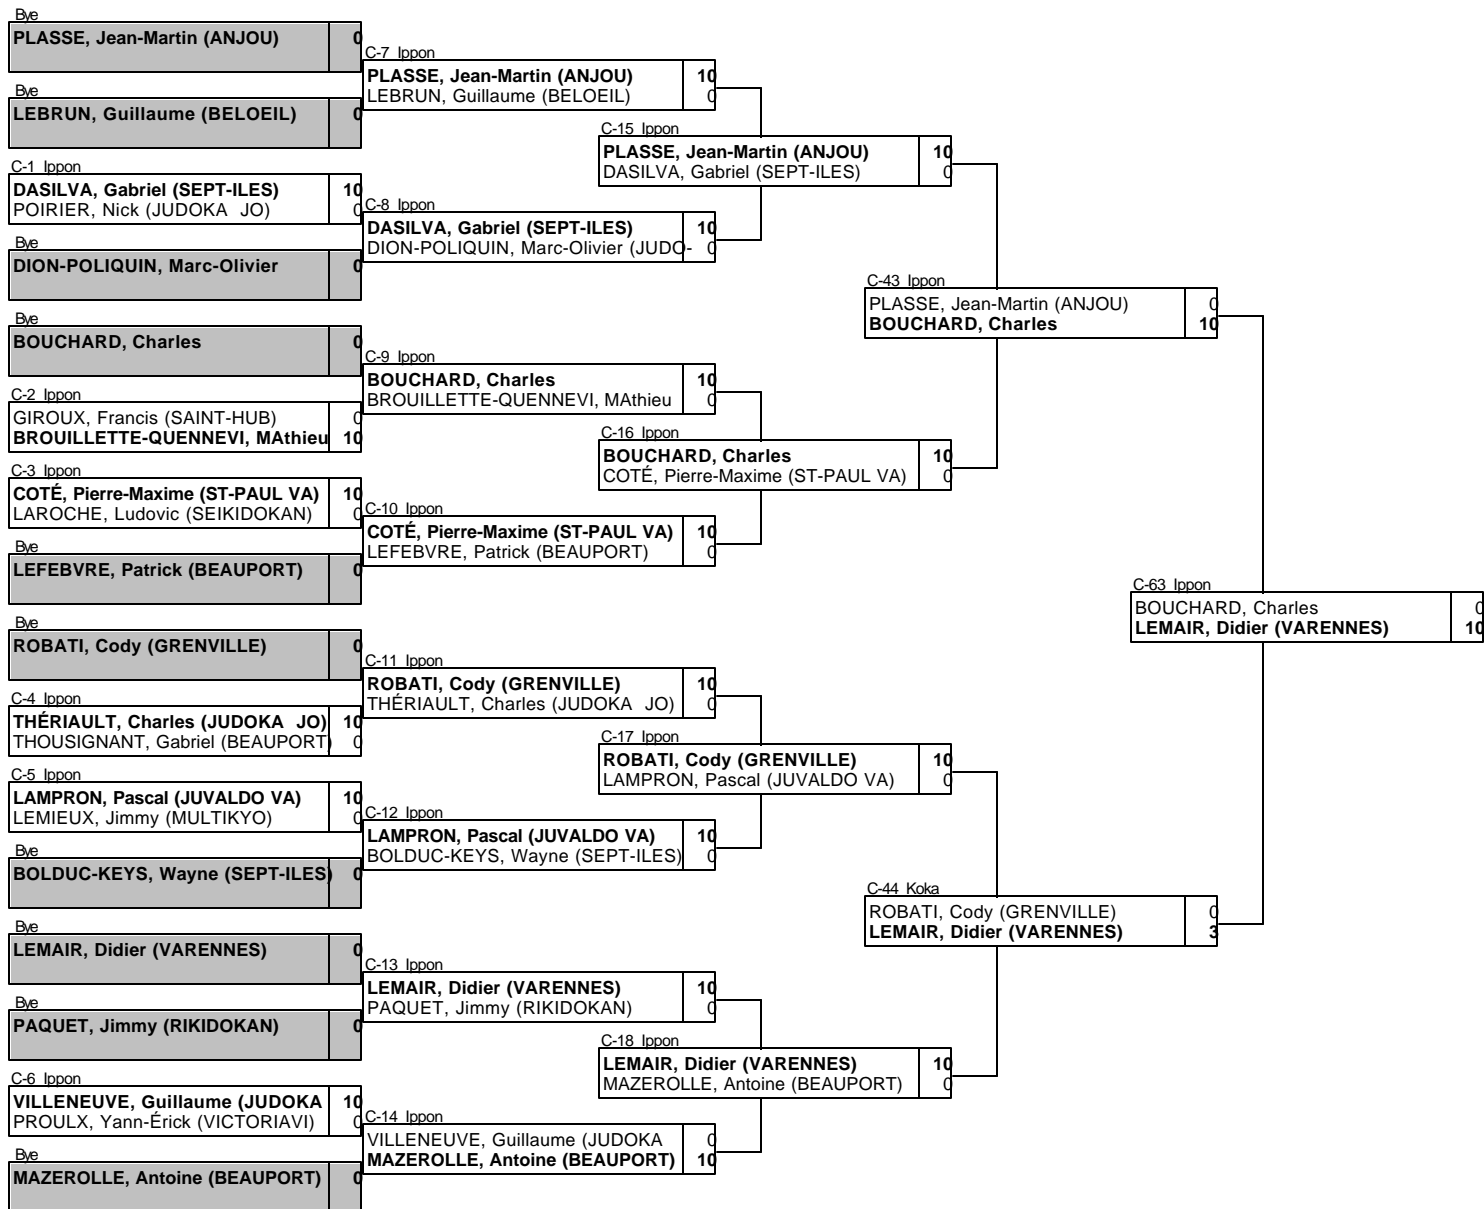 Bye
PLASSE, Jean-Martin (ANJOU) 0
Bye
LEBRUN, Guillaume (BELOEIL) 0
C-1 Ippon
DASILVA, Gabriel (SEPT-ILES) 10
POIRIER, Nick (JUDOKA JO) 0
Bye
DION-POLIQUIN, Marc-Olivier 0
Bye
BOUCHARD, Charles 0
C-2 Ippon
GIROUX, Francis (SAINT-HUB) 0
BROUILLETTE-QUENNEVI, MAthieu 10
C-3 Ippon
COTÉ, Pierre-Maxime (ST-PAUL VA) 10
LAROCHE, Ludovic (SEIKIDOKAN) 0
Bye
LEFEBVRE, Patrick (BEAUPORT) 0
Bye
ROBATI, Cody (GRENVILLE) 0
C-4 Ippon
THÉRIAULT, Charles (JUDOKA JO) 10
THOUSIGNANT, Gabriel (BEAUPORT) 0
C-5 Ippon
LAMPRON, Pascal (JUVALDO VA) 10
LEMIEUX, Jimmy (MULTIKYO) 0
Bye
BOLDUC-KEYS, Wayne (SEPT-ILES) 0
Bye
LEMAIR, Didier (VARENNES) 0
Bye
PAQUET, Jimmy (RIKIDOKAN) 0
C-6 Ippon
VILLENEUVE, Guillaume (JUDOKA 10
PROULX, Yann-Érick (VICTORIAVI) 0
Bye
MAZEROLLE, Antoine (BEAUPORT) 0
C-7 Ippon
PLASSE, Jean-Martin (ANJOU) 10
LEBRUN, Guillaume (BELOEIL) 0
C-8 Ippon
DASILVA, Gabriel (SEPT-ILES) 10
DION-POLIQUIN, Marc-Olivier (JUDO- 0
C-9 Ippon
BOUCHARD, Charles 10
BROUILLETTE-QUENNEVI, MAthieu 0
C-10 Ippon
COTÉ, Pierre-Maxime (ST-PAUL VA) 10
LEFEBVRE, Patrick (BEAUPORT) 0
C-11 Ippon
ROBATI, Cody (GRENVILLE) 10
THÉRIAULT, Charles (JUDOKA JO) 0
C-12 Ippon
LAMPRON, Pascal (JUVALDO VA) 10
BOLDUC-KEYS, Wayne (SEPT-ILES) 0
C-13 Ippon
LEMAIR, Didier (VARENNES) 10
PAQUET, Jimmy (RIKIDOKAN) 0
C-14 Ippon
VILLENEUVE, Guillaume (JUDOKA 0
MAZEROLLE, Antoine (BEAUPORT) 10
C-15 Ippon
PLASSE, Jean-Martin (ANJOU) 10
DASILVA, Gabriel (SEPT-ILES) 0
C-16 Ippon
BOUCHARD, Charles 10
COTÉ, Pierre-Maxime (ST-PAUL VA) 0
C-17 Ippon
ROBATI, Cody (GRENVILLE) 10
LAMPRON, Pascal (JUVALDO VA) 0
C-18 Ippon
LEMAIR, Didier (VARENNES) 10
MAZEROLLE, Antoine (BEAUPORT) 0
C-43 Ippon
PLASSE, Jean-Martin (ANJOU) 0
BOUCHARD, Charles 10
C-44 Koka
ROBATI, Cody (GRENVILLE) 0
LEMAIR, Didier (VARENNES) 3
C-63 Ippon
BOUCHARD, Charles 0
LEMAIR, Didier (VARENNES) 10